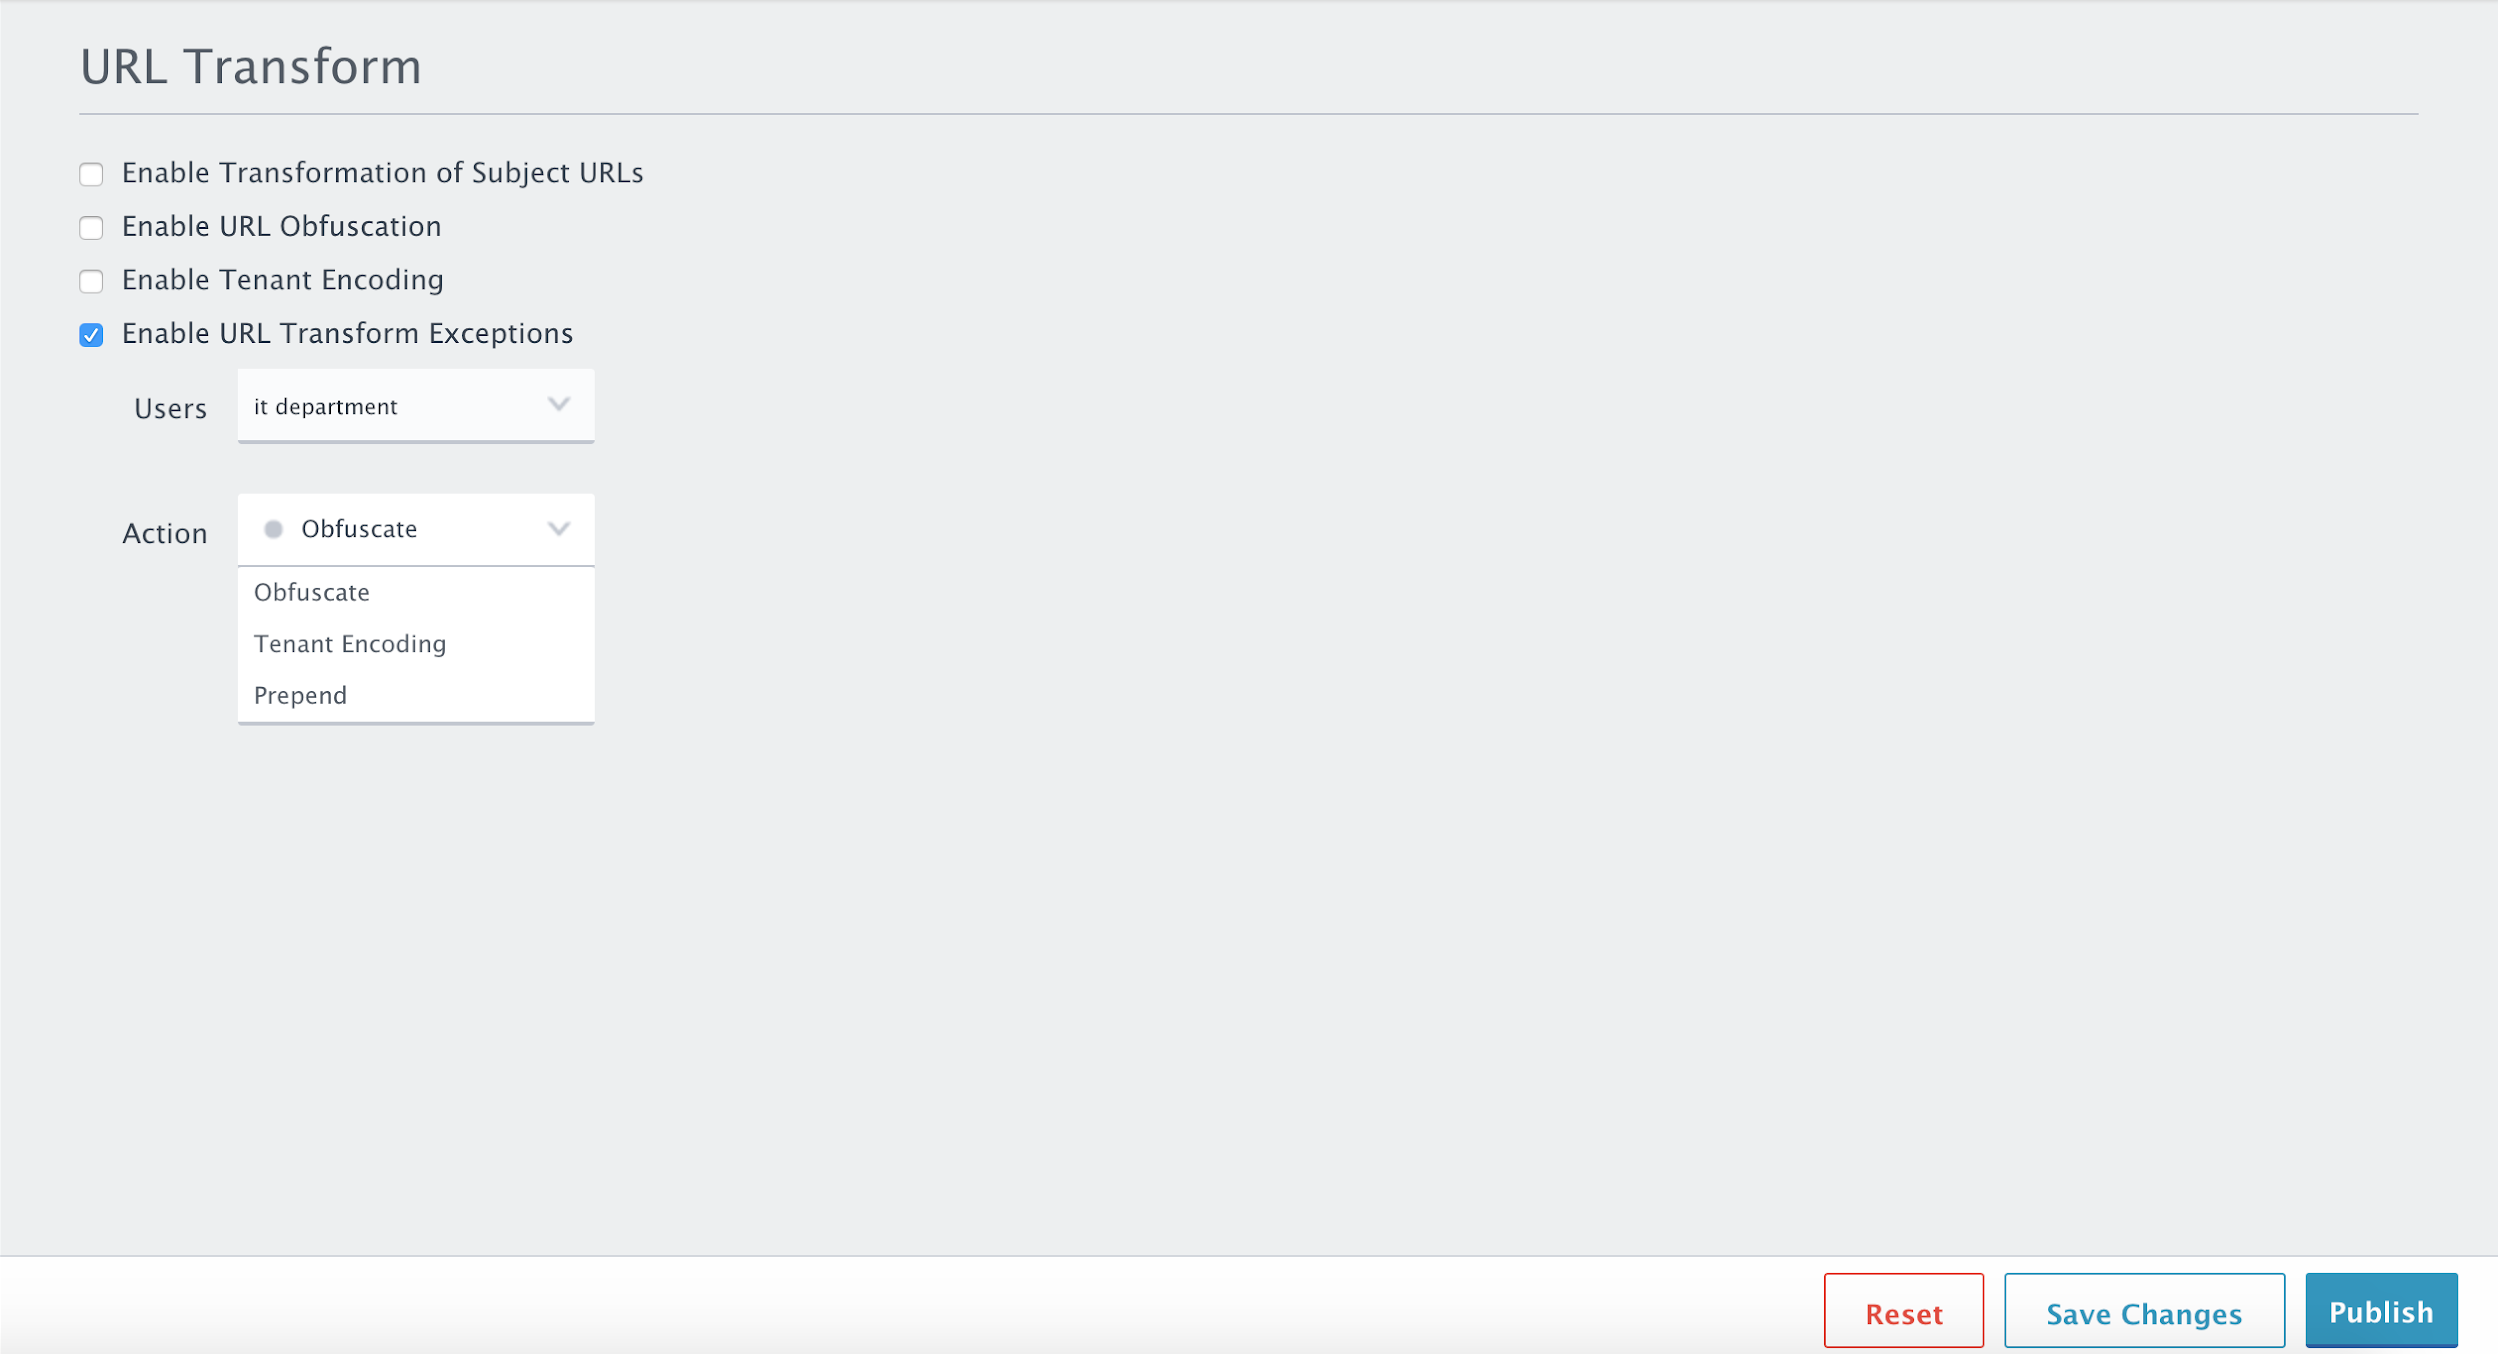 URL Transform
Enable Transformation of Subject URLs
Enable URL Obfuscation
Enable Tenant Encoding
Enable URL Transform Exceptions
Users it department
Action Obfuscate
Obfuscate
Tenant Encoding
Prepend
Reset Save Changes Publish